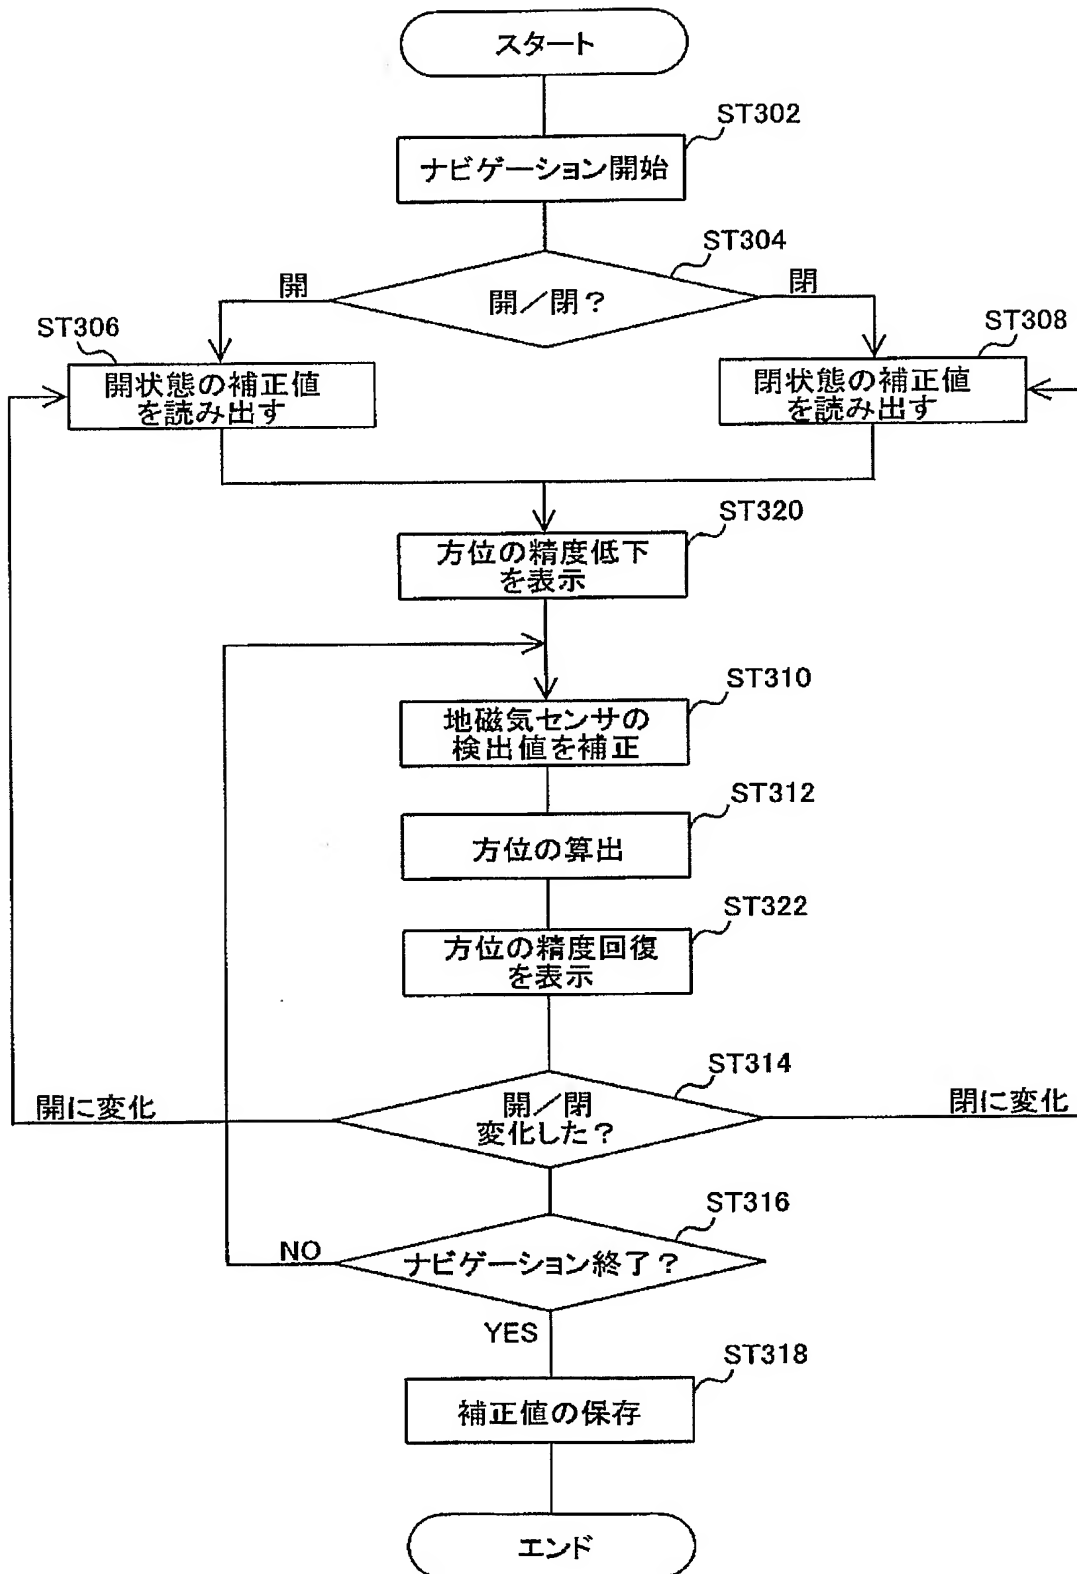 スタート
ST302
ナビゲーション開始
ST304
開
開／閉？
閉
ST306
開状態の補正値
を読み出す
ST308
閉状態の補正値
を読み出す
ST320
方位の精度低下
を表示
ST310
地磁気センサの
検出値を補正
ST312
方位の算出
ST322
方位の精度回復
を表示
ST314
開に変化
開／閉
変化した？
閉に変化
ST316
NO
ナビゲーション終了？
YES
ST318
補正値の保存
エンド